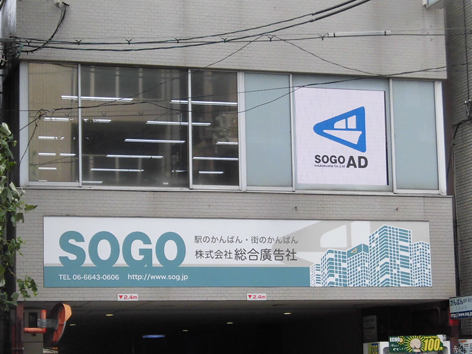 SOGO AD
SOGO
駅のかんばん・街のかんばん
株式会社 総合廣告社
TEL 06-6643-0606 http://www.sog.jp
▼2.4m
▼2.4m
100